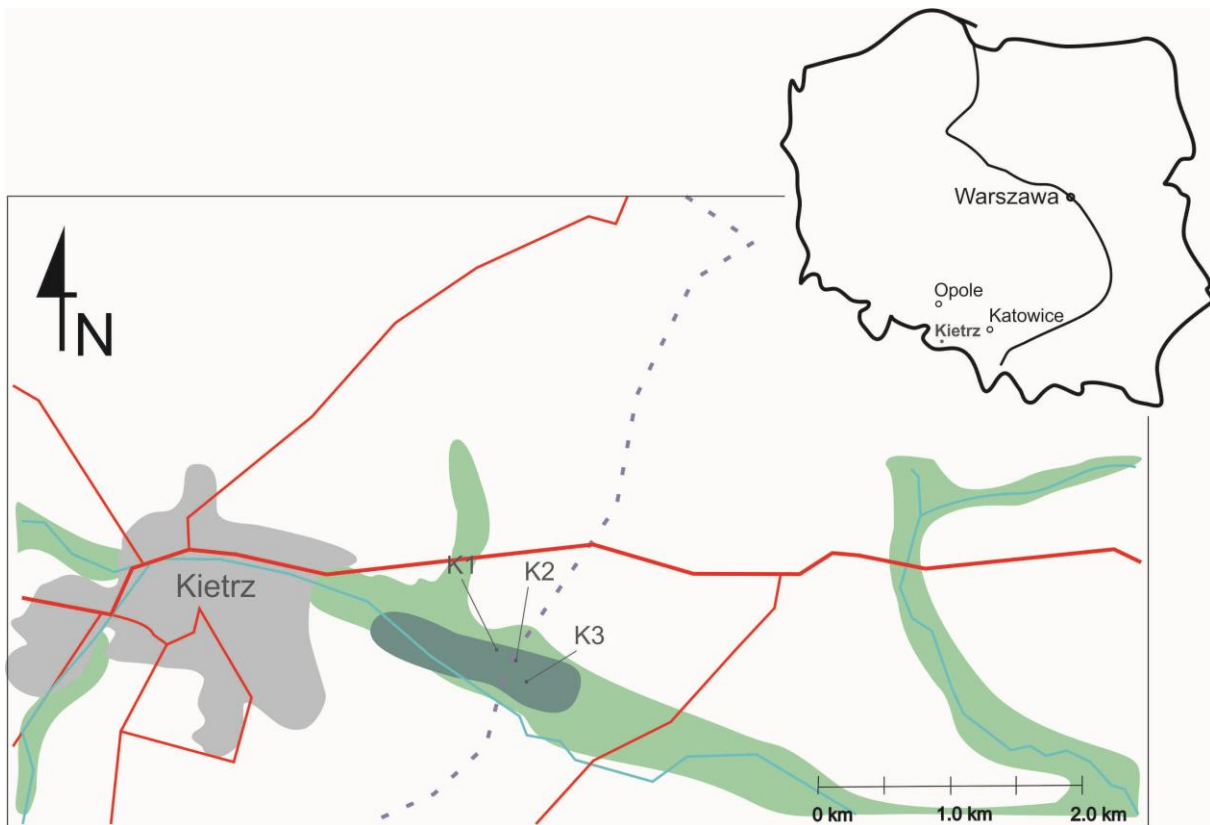 Warszawa
Opole
Katowice
Kietrz
N
Kietrz
K1
K2
K3
0 km
1.0 km
2.0 km